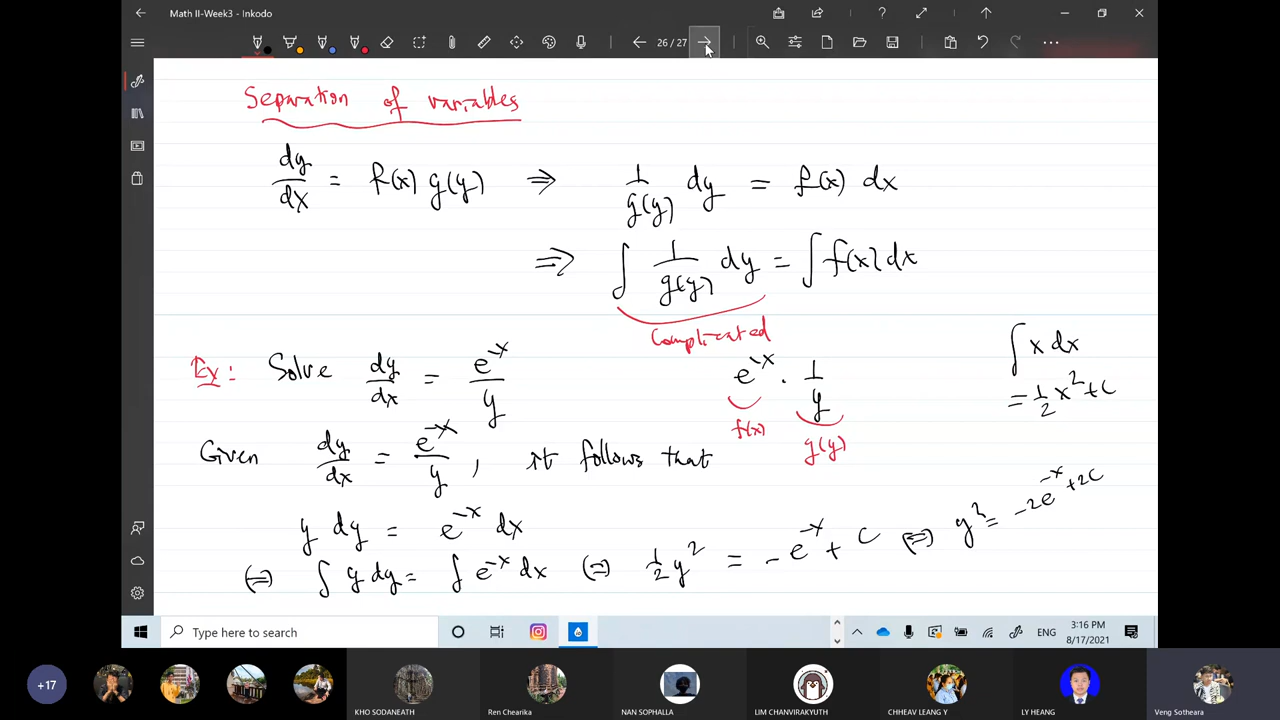 Math II-Week3 - Inkodo
26 / 27
Separation of variables
dy/dx = f(x) g(y) ⇒ 1/g(y) dy = f(x) dx
⇒ ∫ 1/g(y) dy = ∫ f(x) dx
Complicated
Ex: Solve dy/dx = e^-x / y
e^-x . 1/y
f(x) g(y)
∫ x dx
= 1/2 x^2 + C
Given dy/dx = e^-x / y , it follows that
y dy = e^-x dx
⇔ ∫ y dy = ∫ e^-x dx ⇔ 1/2 y^2 = - e^-x + C ⇔ y^2 = -2e^-x + 2C
Type here to search
ENG
3:16 PM
8/17/2021
+17
KHO SODANEATH
Ren Chearika
NAN SOPHALLA
LIM CHANVIRAKYUTH
CHHEAV LEANG Y
LY HEANG
Veng Sotheara